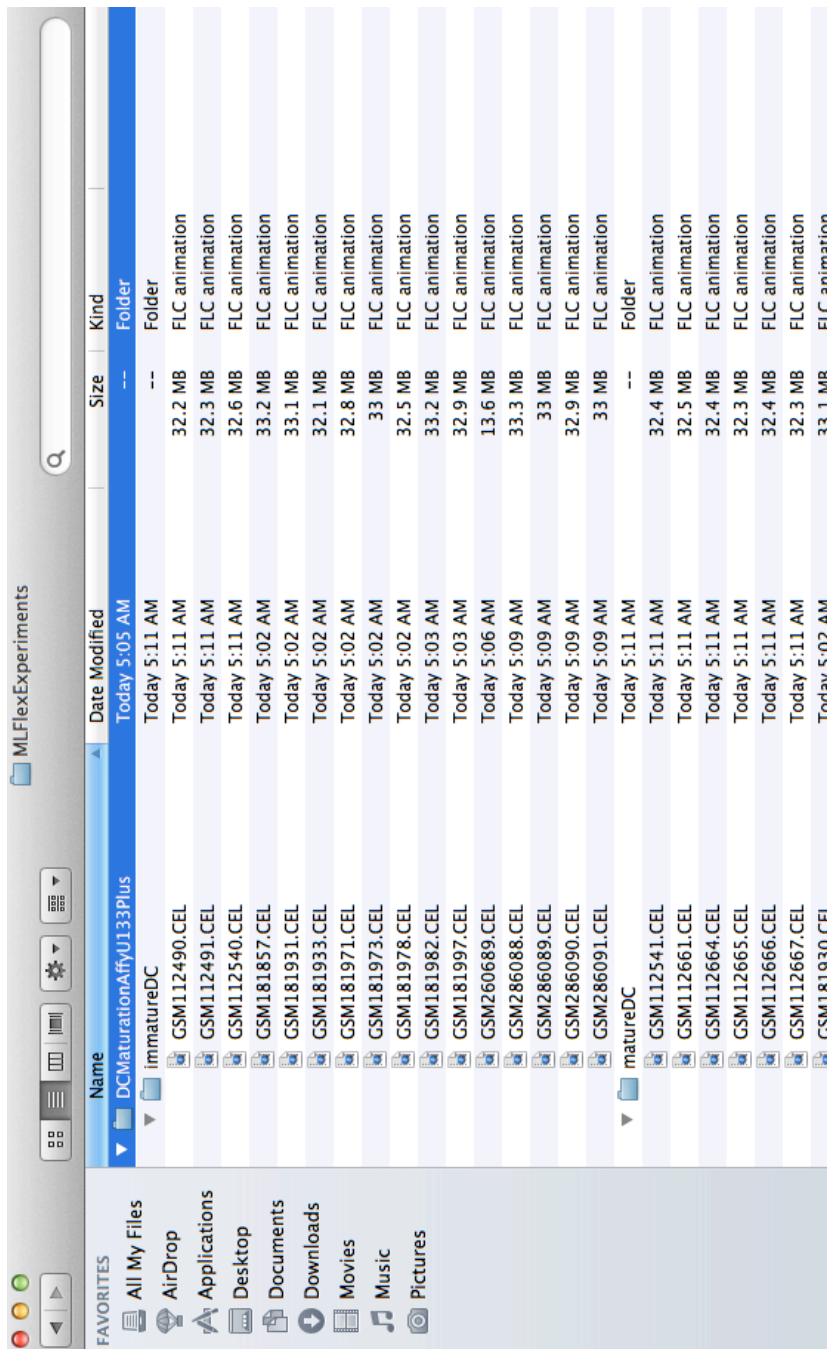 MLFlexExperiments
FAVORITES
All My Files
AirDrop
Applications
Desktop
Documents
Downloads
Movies
Music
Pictures
Name Date Modified Size Kind
DCMaturationAffyU133Plus Today 5:05 AM -- Folder
immatureDC Today 5:11 AM -- Folder
GSM112490.CEL Today 5:11 AM 32.2 MB FLC animation
GSM112491.CEL Today 5:11 AM 32.3 MB FLC animation
GSM112540.CEL Today 5:11 AM 32.6 MB FLC animation
GSM181857.CEL Today 5:02 AM 33.2 MB FLC animation
GSM181931.CEL Today 5:02 AM 33.1 MB FLC animation
GSM181933.CEL Today 5:02 AM 32.1 MB FLC animation
GSM181971.CEL Today 5:02 AM 32.8 MB FLC animation
GSM181973.CEL Today 5:02 AM 33 MB FLC animation
GSM181978.CEL Today 5:02 AM 32.5 MB FLC animation
GSM181982.CEL Today 5:03 AM 33.2 MB FLC animation
GSM181997.CEL Today 5:03 AM 32.9 MB FLC animation
GSM260689.CEL Today 5:06 AM 13.6 MB FLC animation
GSM286088.CEL Today 5:09 AM 33.3 MB FLC animation
GSM286089.CEL Today 5:09 AM 33 MB FLC animation
GSM286090.CEL Today 5:09 AM 32.9 MB FLC animation
GSM286091.CEL Today 5:09 AM 33 MB FLC animation
matureDC Today 5:11 AM -- Folder
GSM112541.CEL Today 5:11 AM 32.4 MB FLC animation
GSM112661.CEL Today 5:11 AM 32.5 MB FLC animation
GSM112664.CEL Today 5:11 AM 32.4 MB FLC animation
GSM112665.CEL Today 5:11 AM 32.3 MB FLC animation
GSM112666.CEL Today 5:11 AM 32.4 MB FLC animation
GSM112667.CEL Today 5:11 AM 32.3 MB FLC animation
GSM181930.CEL Today 5:02 AM 33.1 MB FLC animation